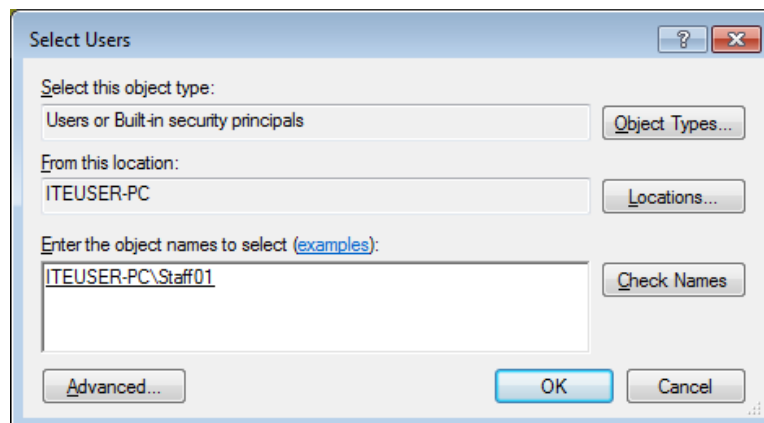 Select Users
?
Select this object type:
Users or Built-in security principals
Object Types...
From this location:
ITEUSER-PC
Locations...
Enter the object names to select (examples):
ITEUSER-PC\Staff01
Check Names
Advanced...
OK
Cancel